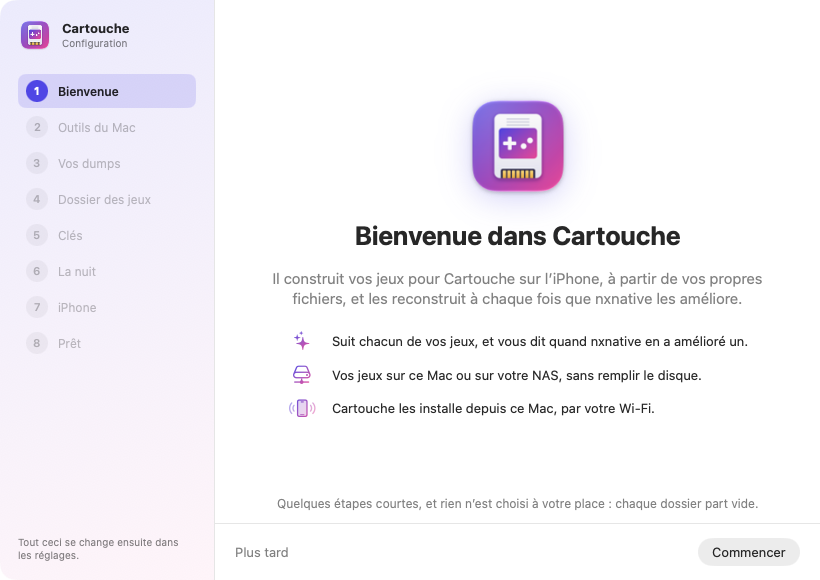 Cartouche
Configuration
1 Bienvenue
2 Outils du Mac
3 Vos dumps
4 Dossier des jeux
5 Clés
6 La nuit
7 iPhone
8 Prêt
Tout ceci se change ensuite dans
les réglages.
Bienvenue dans Cartouche
Il construit vos jeux pour Cartouche sur l’iPhone, à partir de vos propres
fichiers, et les reconstruit à chaque fois que nxnative les améliore.
Suit chacun de vos jeux, et vous dit quand nxnative en a amélioré un.
Vos jeux sur ce Mac ou sur votre NAS, sans remplir le disque.
Cartouche les installe depuis ce Mac, par votre Wi-Fi.
Quelques étapes courtes, et rien n’est choisi à votre place : chaque dossier part vide.
Plus tard
Commencer